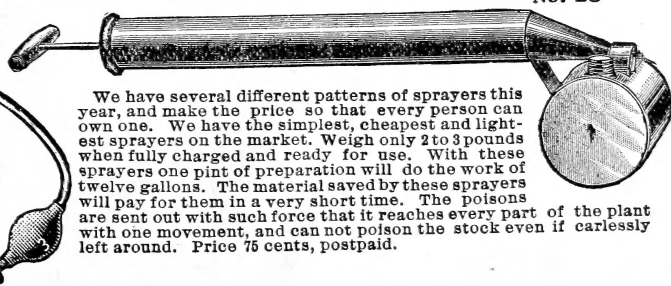 We have several different patterns of sprayers this
year, and make the price so that every person can
own one. We have the simplest, cheapest and light-
est sprayers on the market. Weigh only 2 to 3 pounds
when fully charged and ready for use. With these
sprayers one pint of preparation will do the work of
twelve gallons. The material saved by these sprayers
will pay for them in a very short time. The poisons
are sent out with such force that it reaches every part of the plant
with one movement, and can not poison the stock even if carlessly
left around. Price 75 cents, postpaid.